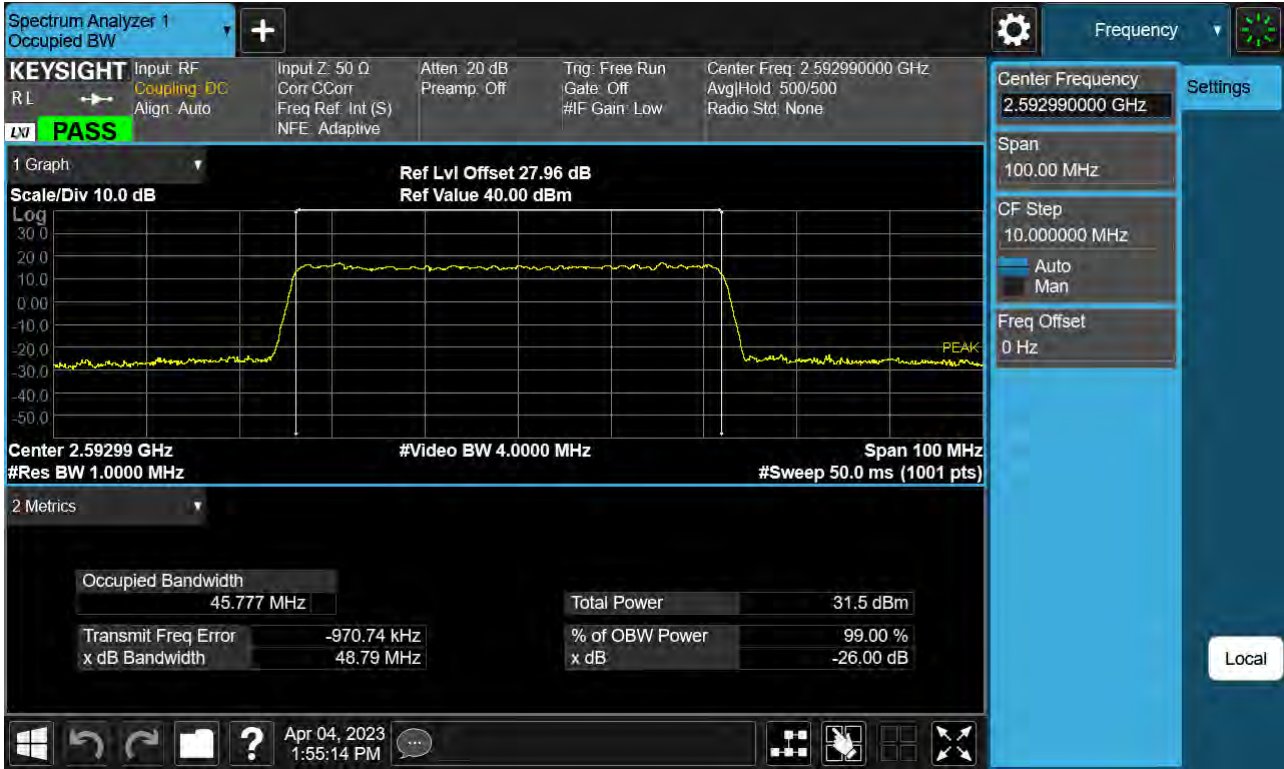 Spectrum Analyzer 1
Occupied BW
+
Frequency
KEYSIGHT
RL
LXI
PASS
Input: RF
Coupling: DC
Align: Auto
Input Z: 50 Ω
Corr CCorr
Freq Ref: Int (S)
NFE: Adaptive
Atten: 20 dB
Preamp: Off
Trig: Free Run
Gate: Off
#IF Gain: Low
Center Freq: 2.592990000 GHz
Avg|Hold: 500/500
Radio Std: None
1 Graph
Scale/Div 10.0 dB
Ref Lvl Offset 27.96 dB
Ref Value 40.00 dBm
Log
30.0
20.0
10.0
0.00
-10.0
-20.0
-30.0
-40.0
-50.0
PEAK
Center 2.59299 GHz
#Video BW 4.0000 MHz
Span 100 MHz
#Res BW 1.0000 MHz
#Sweep 50.0 ms (1001 pts)
2 Metrics
Occupied Bandwidth
45.777 MHz
Total Power 31.5 dBm
Transmit Freq Error -970.74 kHz
% of OBW Power 99.00 %
x dB Bandwidth 48.79 MHz
x dB -26.00 dB
Center Frequency
2.592990000 GHz
Settings
Span
100.00 MHz
CF Step
10.000000 MHz
Auto
Man
Freq Offset
0 Hz
Local
?
Apr 04, 2023
1:55:14 PM